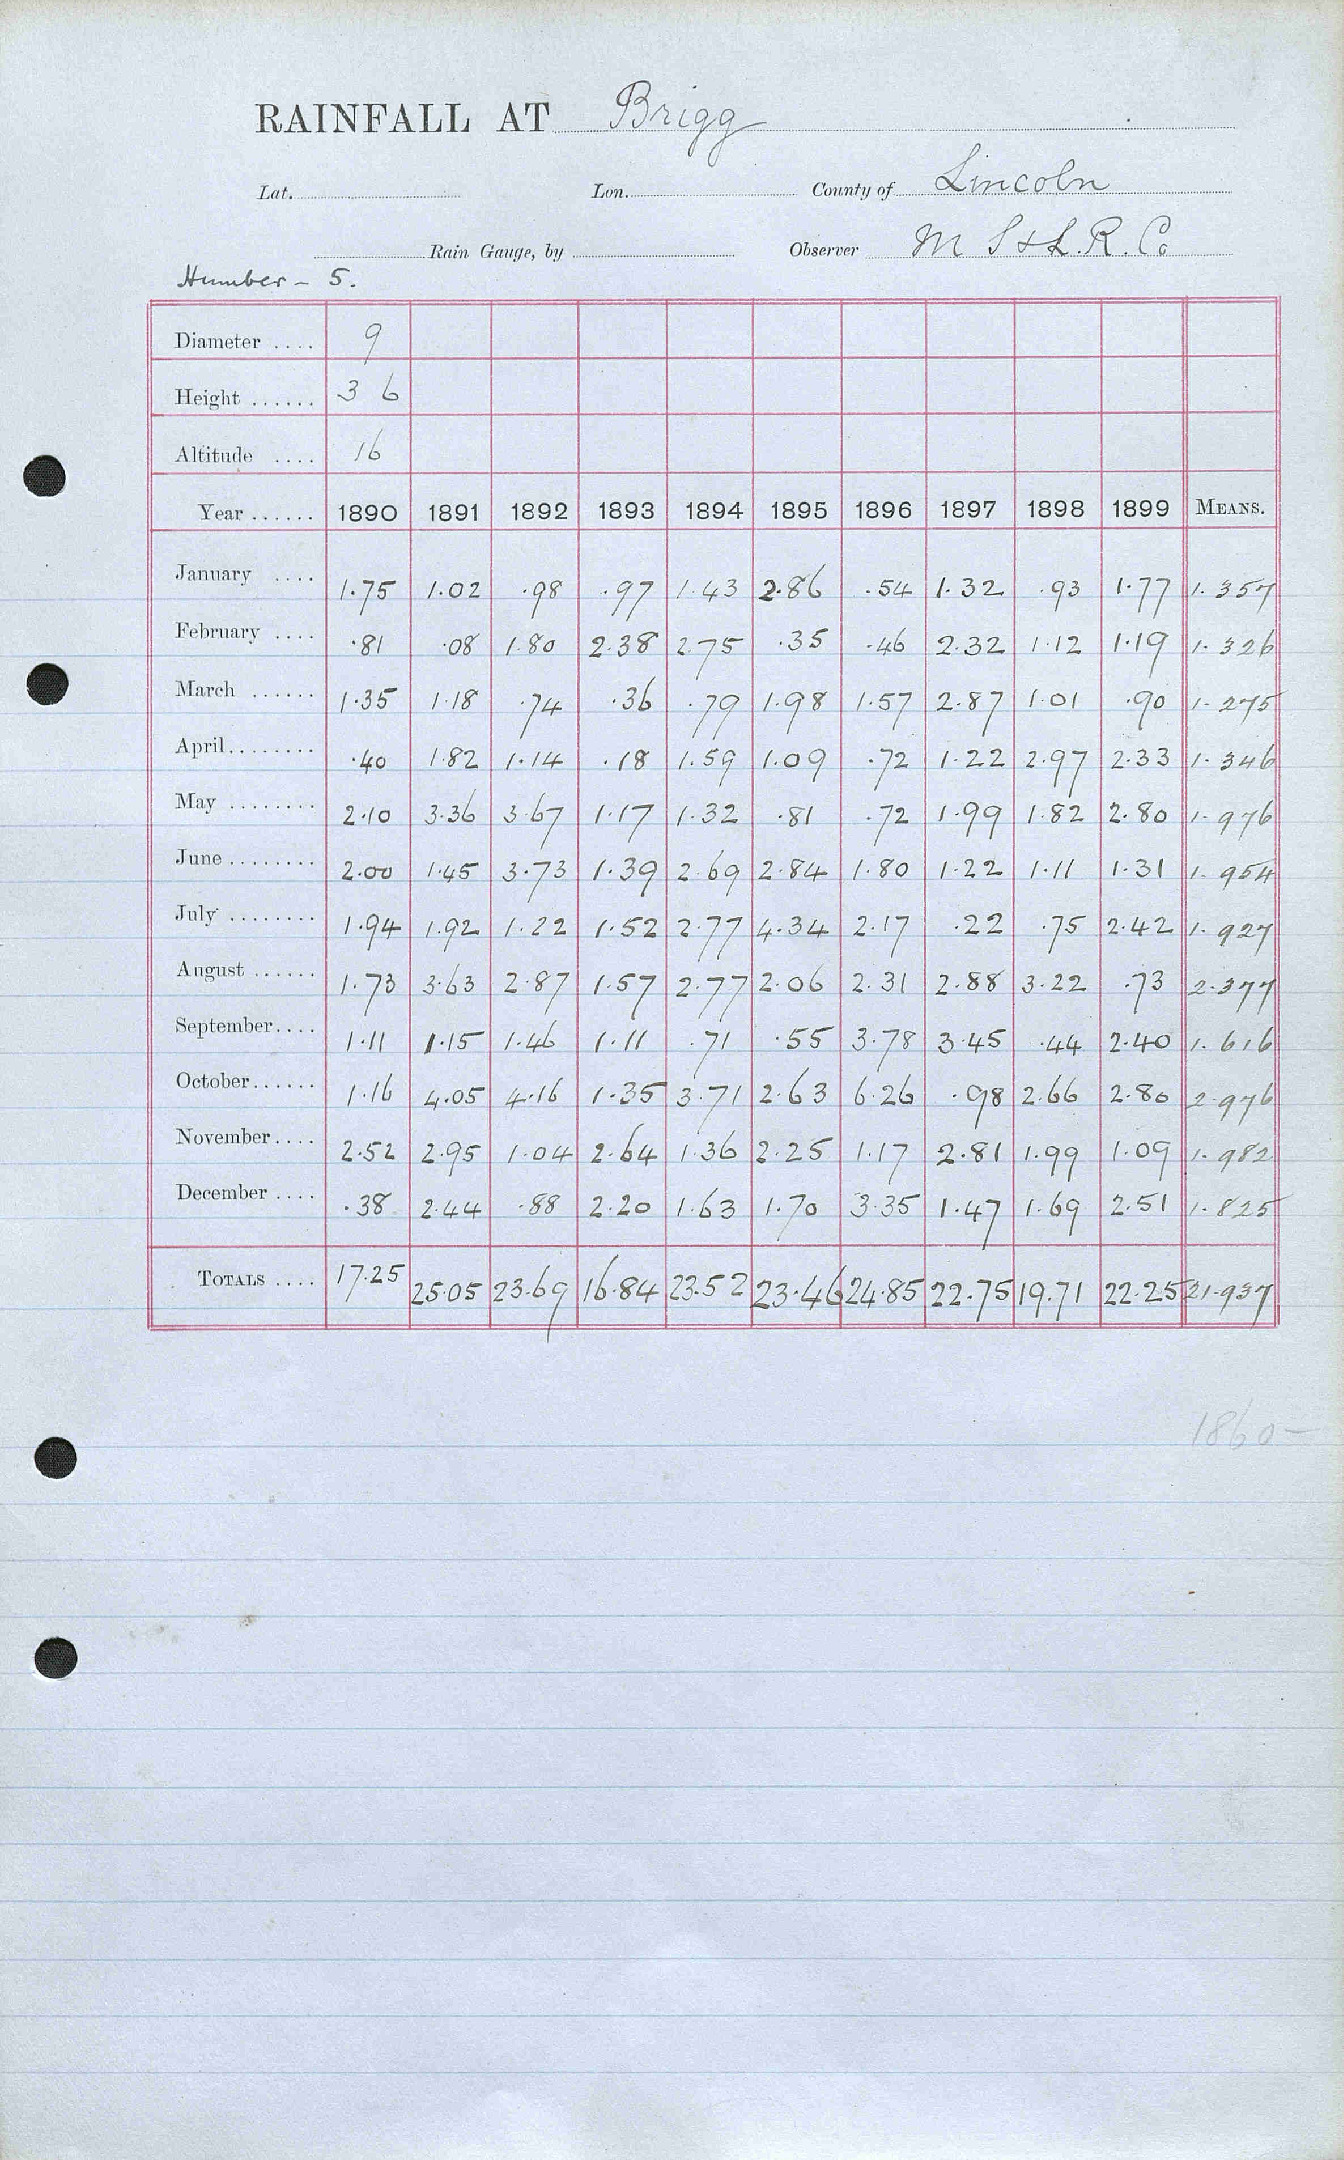 RAINFALL AT Brigg
Lat. Lon. County of Lincoln
Rain Gauge, by Observer M S & L. R. Co
Humber - 5.
Diameter .... 9
Height ...... 3 6
Altitude .... 16
Year ...... 1890 1891 1892 1893 1894 1895 1896 1897 1898 1899 MEANS.
January .... 1.75 1.02 .98 .97 1.43 2.86 .54 1.32 .93 1.77 1.357
February .... .81 .08 1.80 2.38 2.75 .35 .46 2.32 1.12 1.19 1.326
March ...... 1.35 1.18 .74 .36 .79 1.98 1.57 2.87 1.01 .90 1.275
April........ .40 1.82 1.14 .18 1.59 1.09 .72 1.22 2.97 2.33 1.346
May ........ 2.10 3.36 3.67 1.17 1.32 .81 .72 1.99 1.82 2.80 1.976
June ........ 2.00 1.45 3.73 1.39 2.69 2.84 1.80 1.22 1.11 1.31 1.954
July ........ 1.94 1.92 1.22 1.52 2.77 4.34 2.17 .22 .75 2.42 1.927
August ...... 1.73 3.63 2.87 1.57 2.77 2.06 2.31 2.88 3.22 .73 2.377
September.... 1.11 1.15 1.46 1.11 .71 .55 3.78 3.45 .44 2.40 1.616
October...... 1.16 4.05 4.16 1.35 3.71 2.63 6.26 .98 2.66 2.80 2.976
November.... 2.52 2.95 1.04 2.64 1.36 2.25 1.17 2.81 1.99 1.09 1.982
December .... .38 2.44 .88 2.20 1.63 1.70 3.35 1.47 1.69 2.51 1.825
TOTALS .... 17.25 25.05 23.69 16.84 23.52 23.46 24.85 22.75 19.71 22.25 21.937
1860-